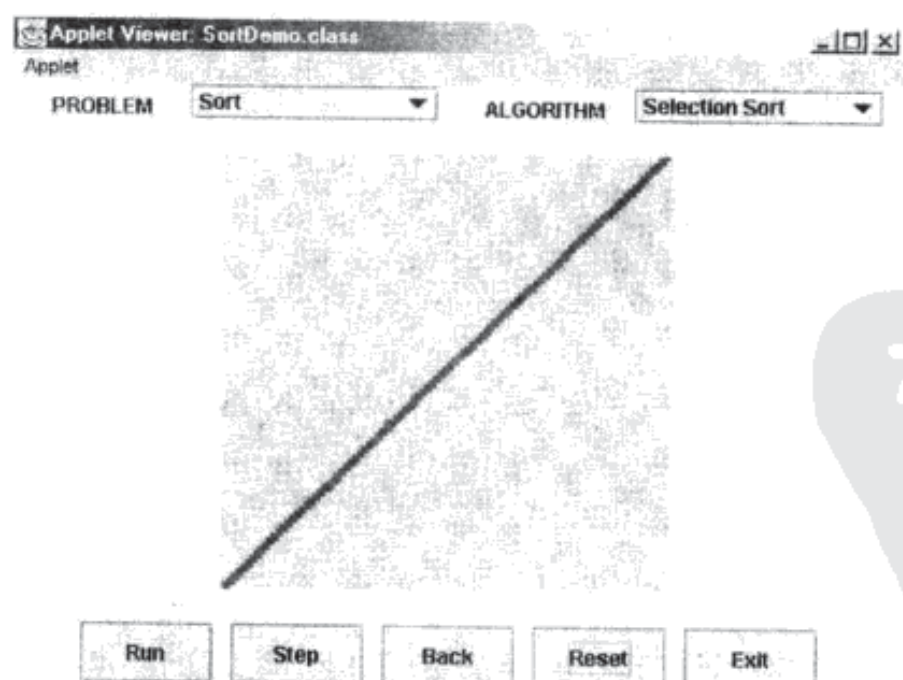 Applet Viewer: SortDemo.class
Applet
PROBLEM Sort ALGORITHM Selection Sort
Run Step Back Reset Exit